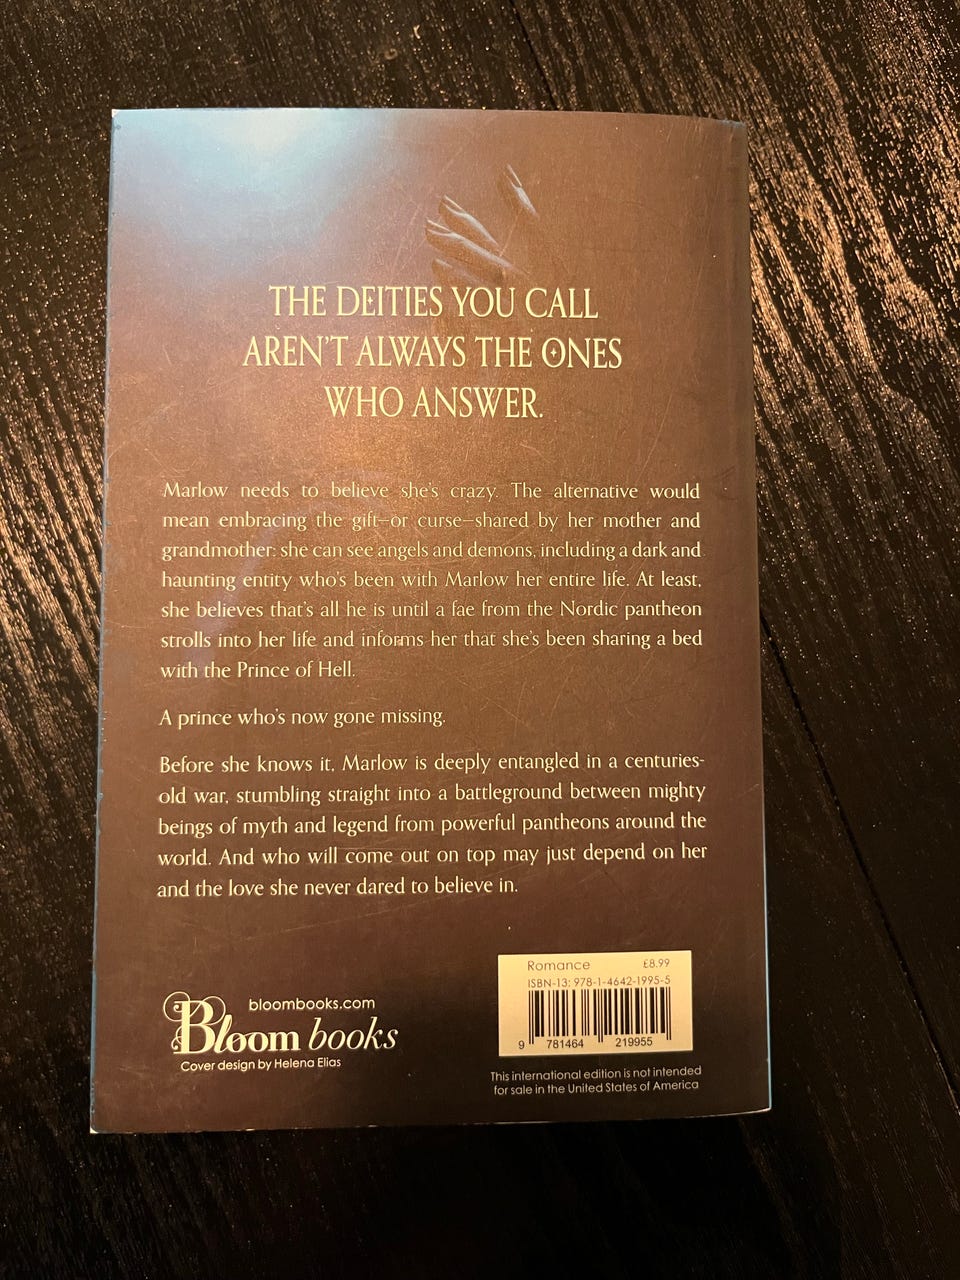 THE DEITIES YOU CALL
AREN'T ALWAYS THE ONES
WHO ANSWER.
Marlow needs to believe she's crazy. The alternative would
mean embracing the gift—or curse—shared by her mother and
grandmother: she can see angels and demons, including a dark and
haunting entity who's been with Marlow her entire life. At least,
she believes that's all he is until a fae from the Nordic pantheon
strolls into her life and informs her that she's been sharing a bed
with the Prince of Hell.
A prince who's now gone missing.
Before she knows it, Marlow is deeply entangled in a centuries-
old war, stumbling straight into a battleground between mighty
beings of myth and legend from powerful pantheons around the
world. And who will come out on top may just depend on her
and the love she never dared to believe in.
bloombooks.com
Bloom books
Cover design by Helena Elias
Romance £8.99
ISBN-13: 978-1-4642-1995-5
9 781464 219955
This international edition is not intended
for sale in the United States of America